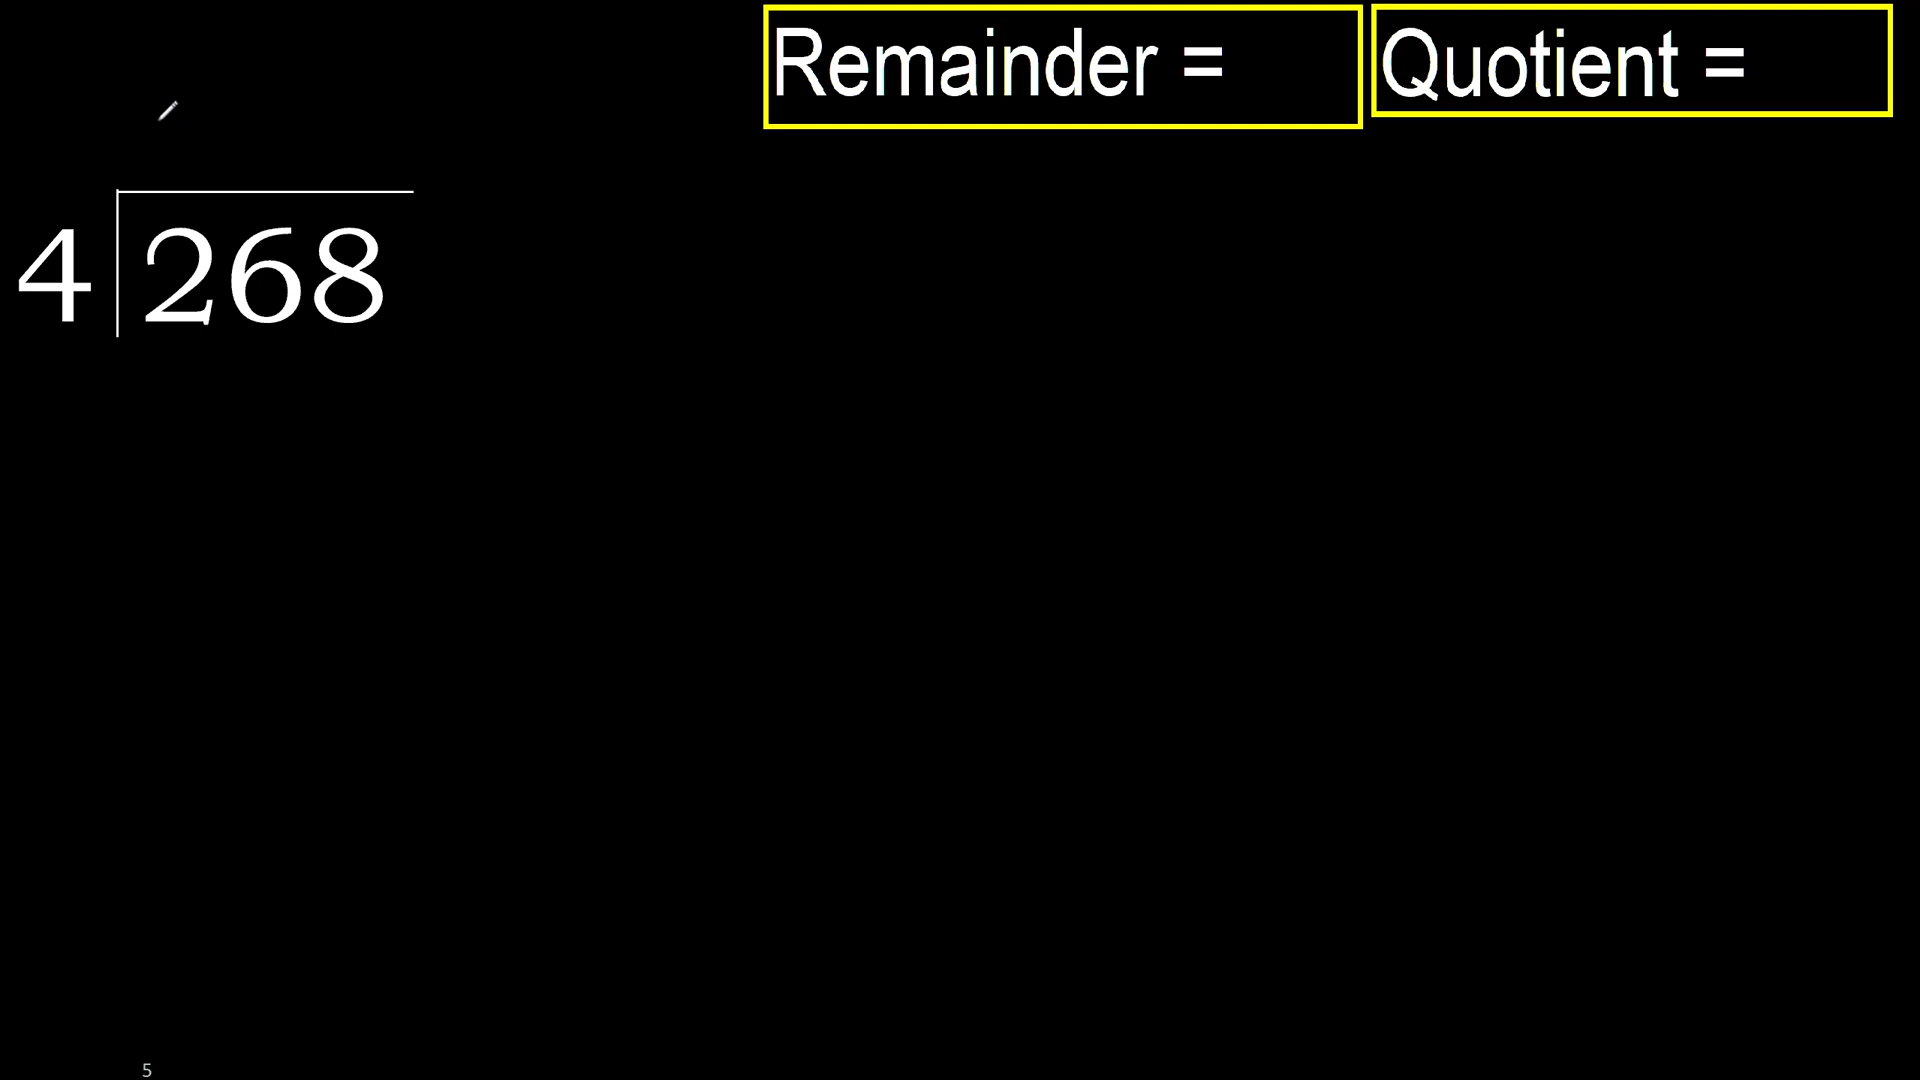 Remainder = Quotient =
4 268
5